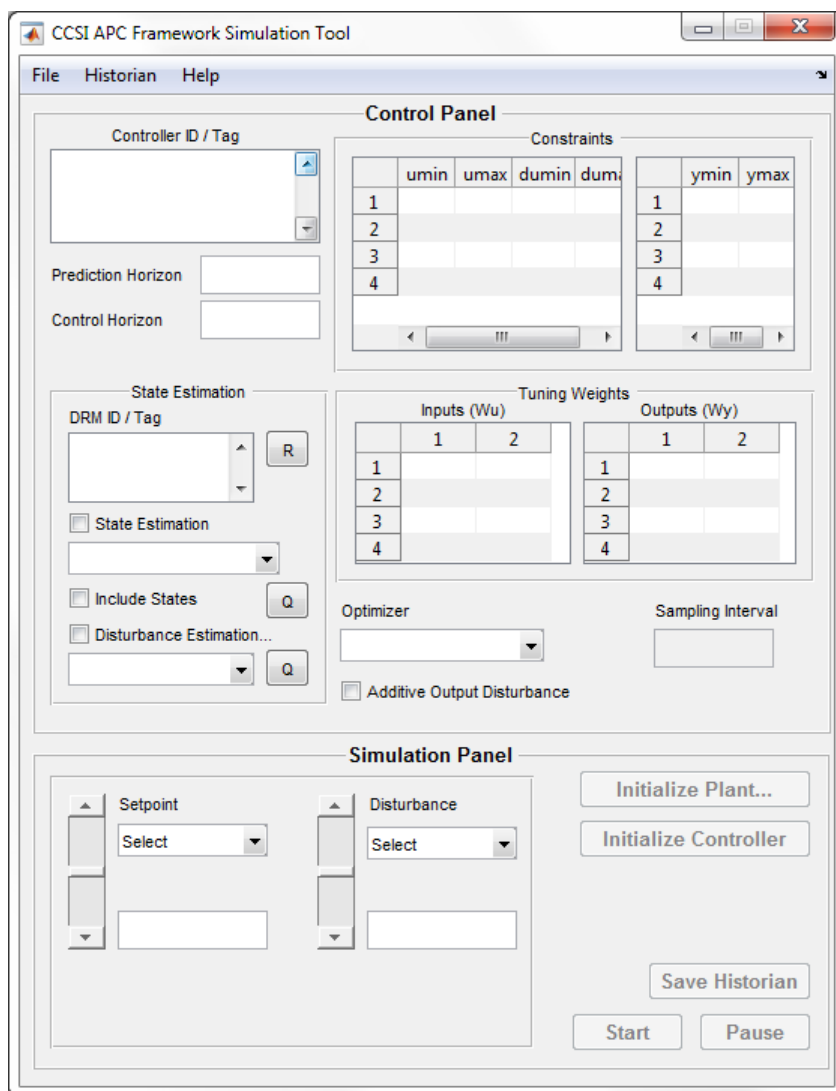 CCSI APC Framework Simulation Tool
File Historian Help
Control Panel
Controller ID / Tag
Constraints
umin umax dumin duma
1
2
3
4
ymin ymax
1
2
3
4
Prediction Horizon
Control Horizon
State Estimation
DRM ID / Tag
R
State Estimation
Include States
Q
Disturbance Estimation...
Q
Tuning Weights
Inputs (Wu)
1 2
1
2
3
4
Outputs (Wy)
1 2
1
2
3
4
Optimizer
Sampling Interval
Additive Output Disturbance
Simulation Panel
Setpoint
Select
Disturbance
Select
Initialize Plant...
Initialize Controller
Save Historian
Start Pause